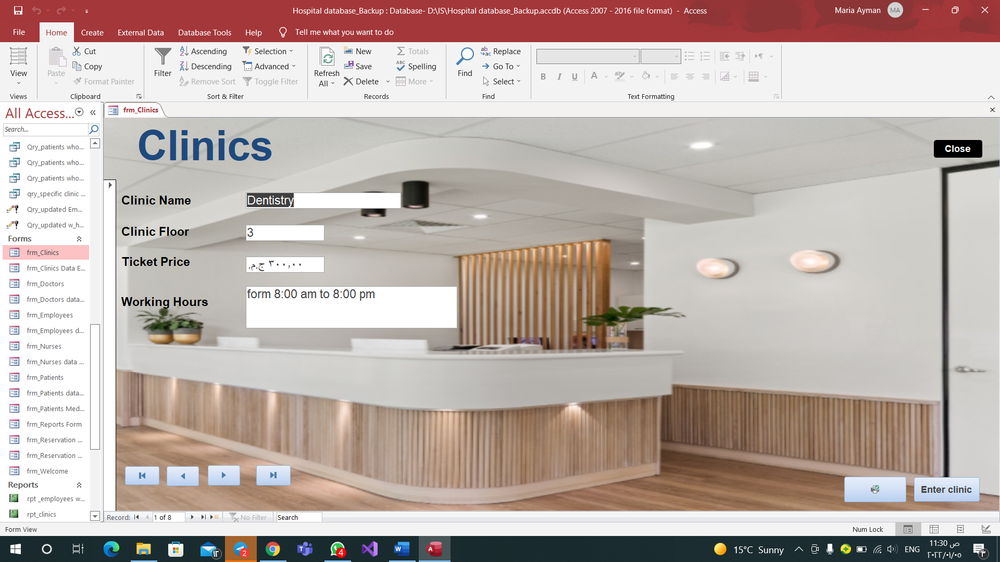 Hospital database_Backup : Database- D:\IS\Hospital database_Backup.accdb (Access 2007 - 2016 file format)  -  Access
Maria Ayman
MA
File
Home
Create
External Data
Database Tools
Help
Tell me what you want to do
View
Views
Paste
Cut
Copy
Format Painter
Clipboard
Filter
Ascending
Descending
Remove Sort
Selection
Advanced
Toggle Filter
Sort & Filter
Refresh
All
New
Save
Delete
Totals
Spelling
More
Records
Find
Replace
Go To
Select
Find
B I U A
Text Formatting
All Access...
Search...
frm_Clinics
Qry_patients who...
Qry_patients who...
Qry_patients who...
qry_specific clinic ...
Qry_updated Em...
Qry_updated w_h...
Forms
frm_Clinics
frm_Clinics Data E...
frm_Doctors
frm_Doctors data...
frm_Employees
frm_Employees d...
frm_Nurses
frm_Nurses data ...
frm_Patients
frm_Patients data...
frm_Patients Med...
frm_Reports Form
frm_Reservation ...
frm_Reservation ...
frm_Welcome
Reports
rpt _employees w...
rpt_clinics
Clinics
Close
Clinic Name
Dentistry
Clinic Floor
3
Ticket Price
ج.م.‏ ٣٠٠,٠٠
Working Hours
form 8:00 am to 8:00 pm
Enter clinic
Record:
1 of 8
No Filter
Search
Form View
Num Lock
١٣
2
4
15°C Sunny
ENG
11:30 ص
٢٠٢٢/٠١/٠٥
٣